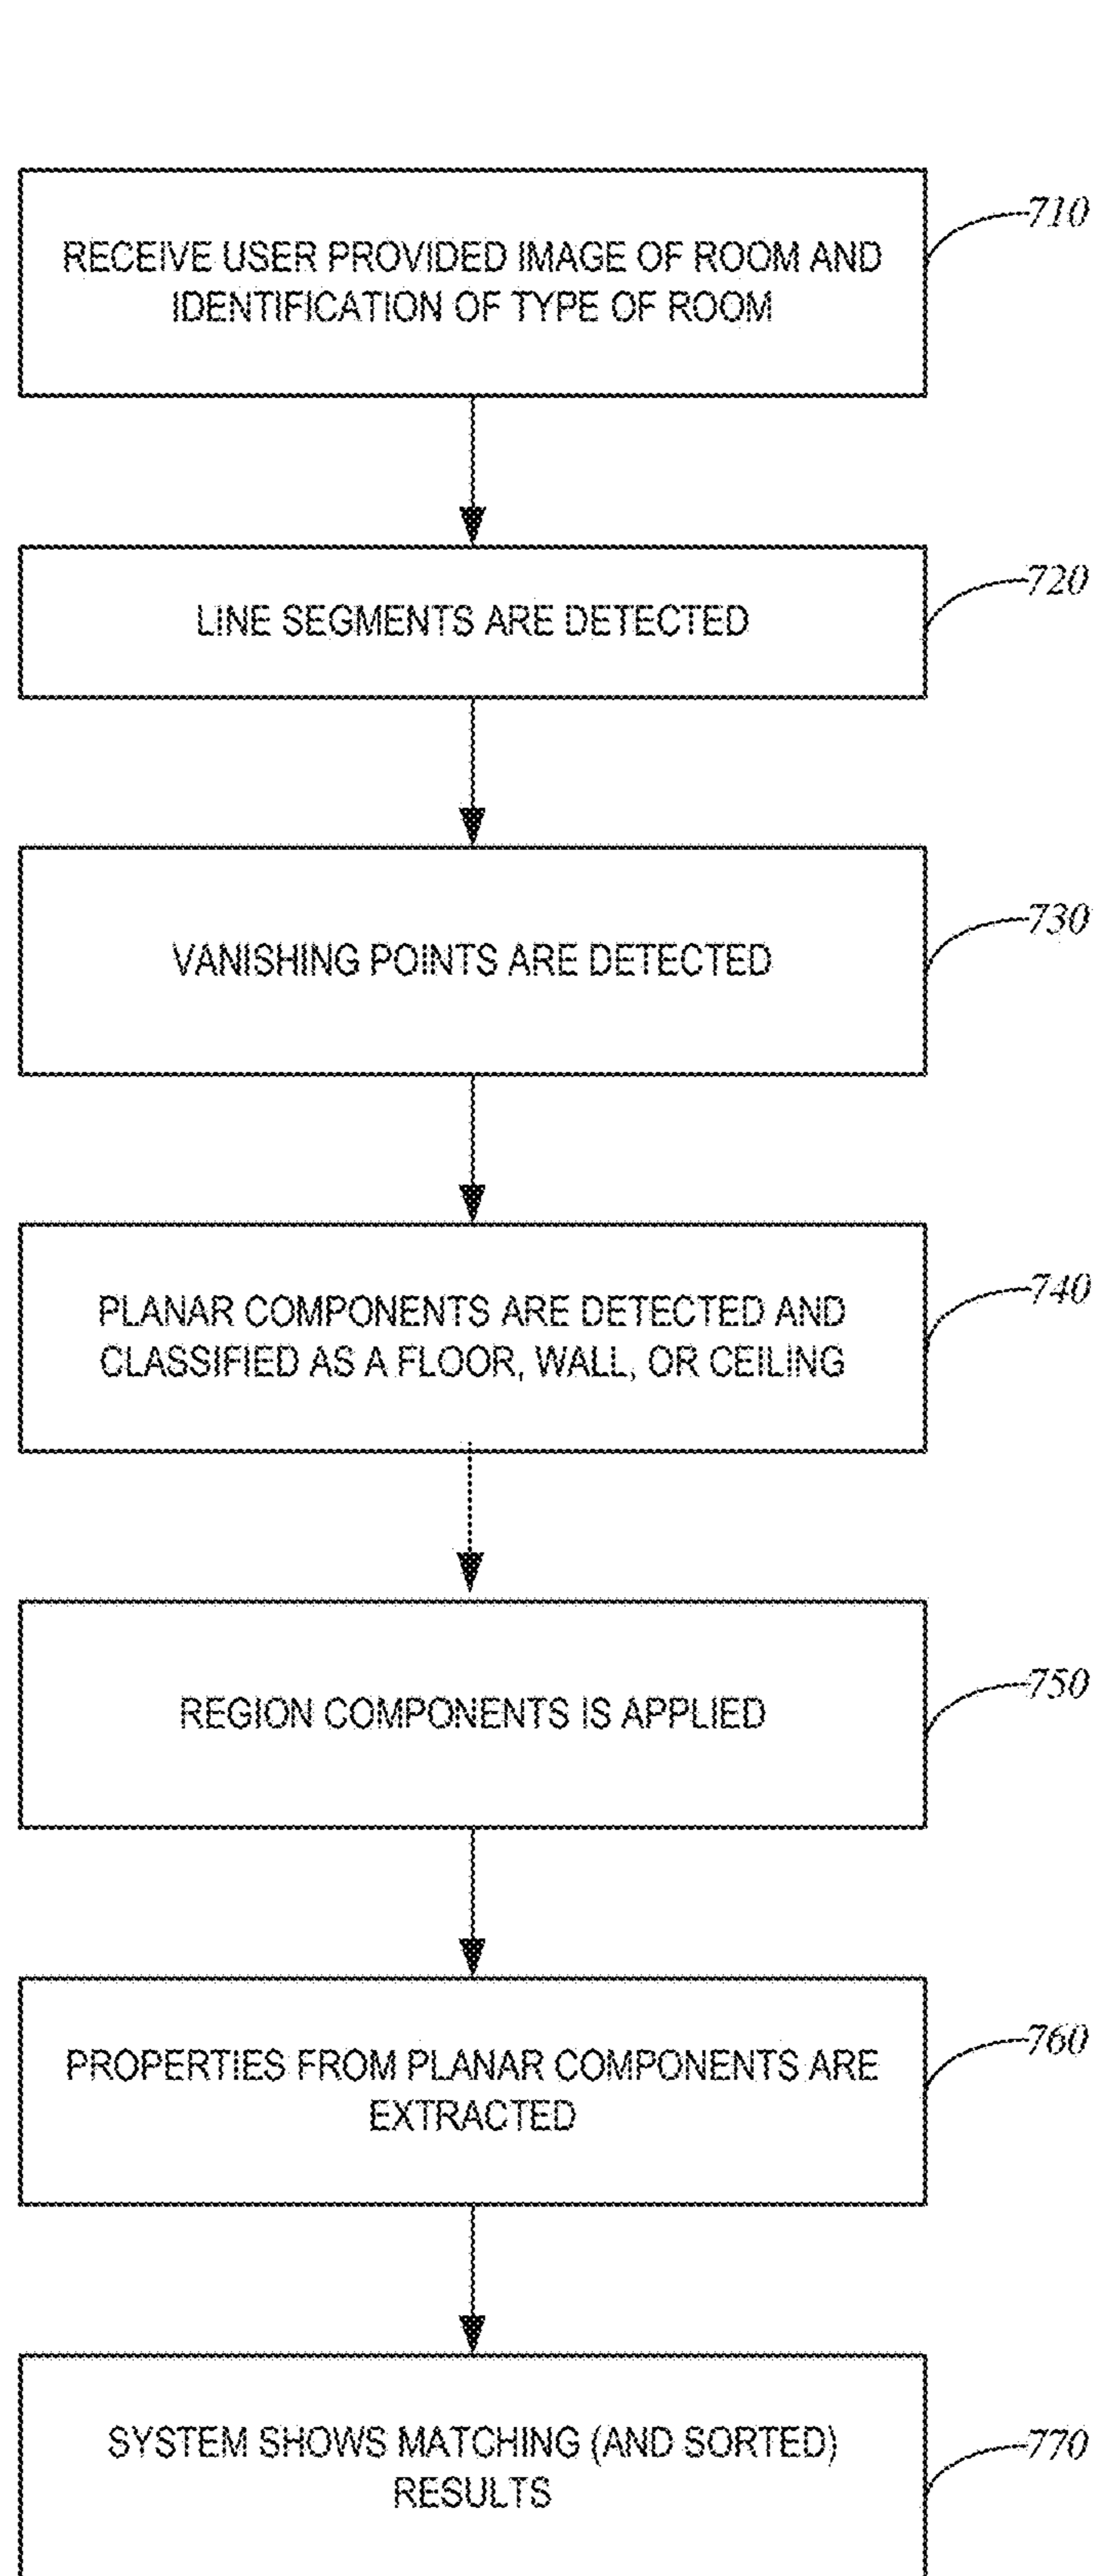 RECEIVE USER PROVIDED IMAGE OF ROOM AND
IDENTIFICATION OF TYPE OF ROOM
710
LINE SEGMENTS ARE DETECTED
720
VANISHING POINTS ARE DETECTED
730
PLANAR COMPONENTS ARE DETECTED AND
CLASSIFIED AS A FLOOR, WALL, OR CEILING
740
REGION COMPONENTS IS APPLIED
750
PROPERTIES FROM PLANAR COMPONENTS ARE
EXTRACTED
760
SYSTEM SHOWS MATCHING (AND SORTED)
RESULTS
770